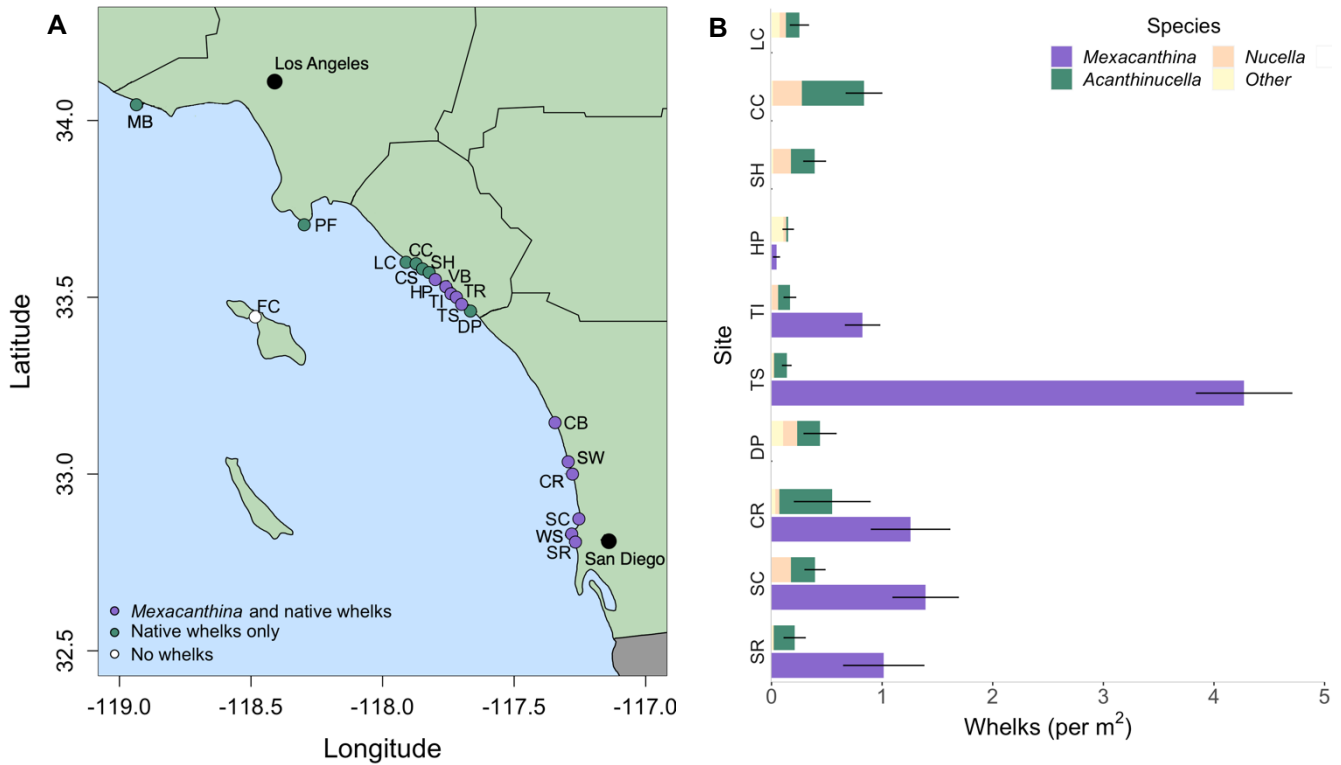 A
Los Angeles
MB
PF
LC
CC
CS
SH
HP
VB
TI
TR
TS
DP
FC
CB
SW
CR
SC
WS
SR
San Diego
Mexacanthina and native whelks
Native whelks only
No whelks
34.0
33.5
33.0
32.5
Latitude
-119.0 -118.5 -118.0 -117.5 -117.0
Longitude
B
Species
Mexacanthina Nucella
Acanthinucella Other
LC
CC
SH
HP
TI
TS
DP
CR
SC
SR
Site
0 1 2 3 4 5
Whelks (per m²)